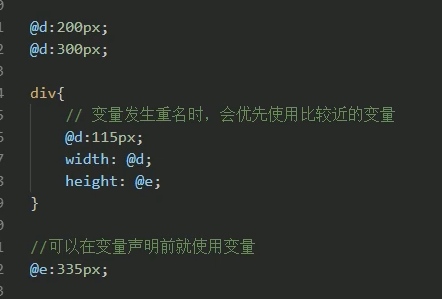 @d:200px;
@d:300px;
div{
// 变量发生重名时，会优先使用比较近的变量
@d:115px;
width: @d;
height: @e;
}
//可以在变量声明前就使用变量
@e:335px;